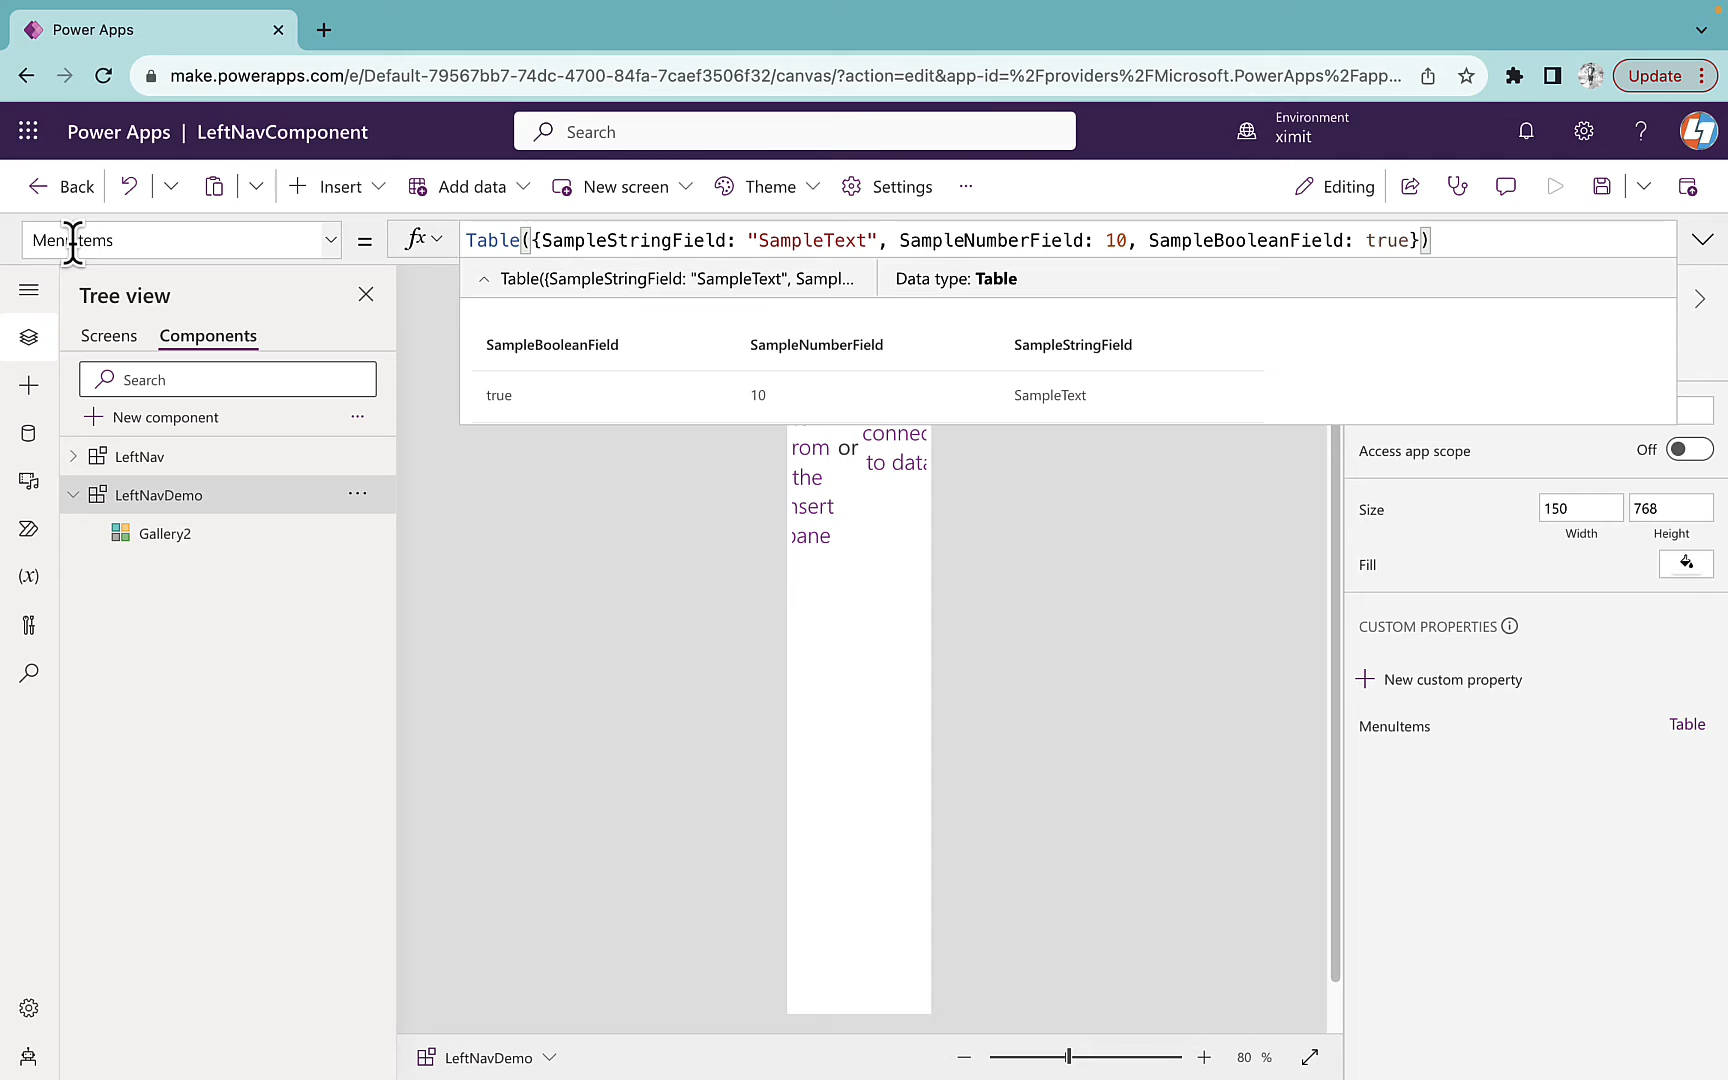 Power Apps
make.powerapps.com/e/Default-79567bb7-74dc-4700-84fa-7caef3506f32/canvas/?action=edit&app-id=%2Fproviders%2FMicrosoft.PowerApps%2Fapp...
Update
Power Apps | LeftNavComponent
Search
Environment
ximit
Back
Insert
Add data
New screen
Theme
Settings
Editing
MenuItems
=
fx
Table({SampleStringField: "SampleText", SampleNumberField: 10, SampleBooleanField: true})
Table({SampleStringField: "SampleText", Sampl...
Data type: Table
SampleBooleanField SampleNumberField SampleStringField
true 10 SampleText
Tree view
Screens Components
Search
New component
LeftNav
LeftNavDemo
Gallery2
(x)
connec
rom or
to data
the
nsert
pane
Access app scope Off
Size 150 768
Width Height
Fill
CUSTOM PROPERTIES
New custom property
MenuItems Table
LeftNavDemo
80 %